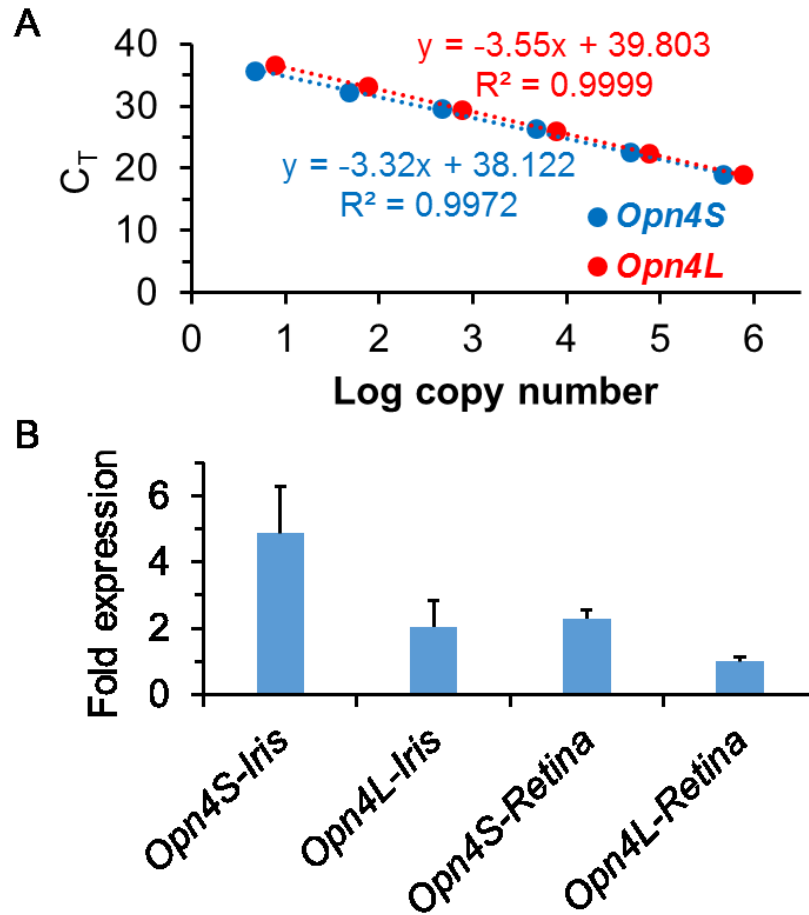 A
y = -3.55x + 39.803
R² = 0.9999
y = -3.32x + 38.122
R² = 0.9972
Opn4S
Opn4L
40
30
20
10
0
C_T
0 1 2 3 4 5 6
Log copy number
B
Fold expression
6
4
2
0
Opn4S-Iris
Opn4L-Iris
Opn4S-Retina
Opn4L-Retina